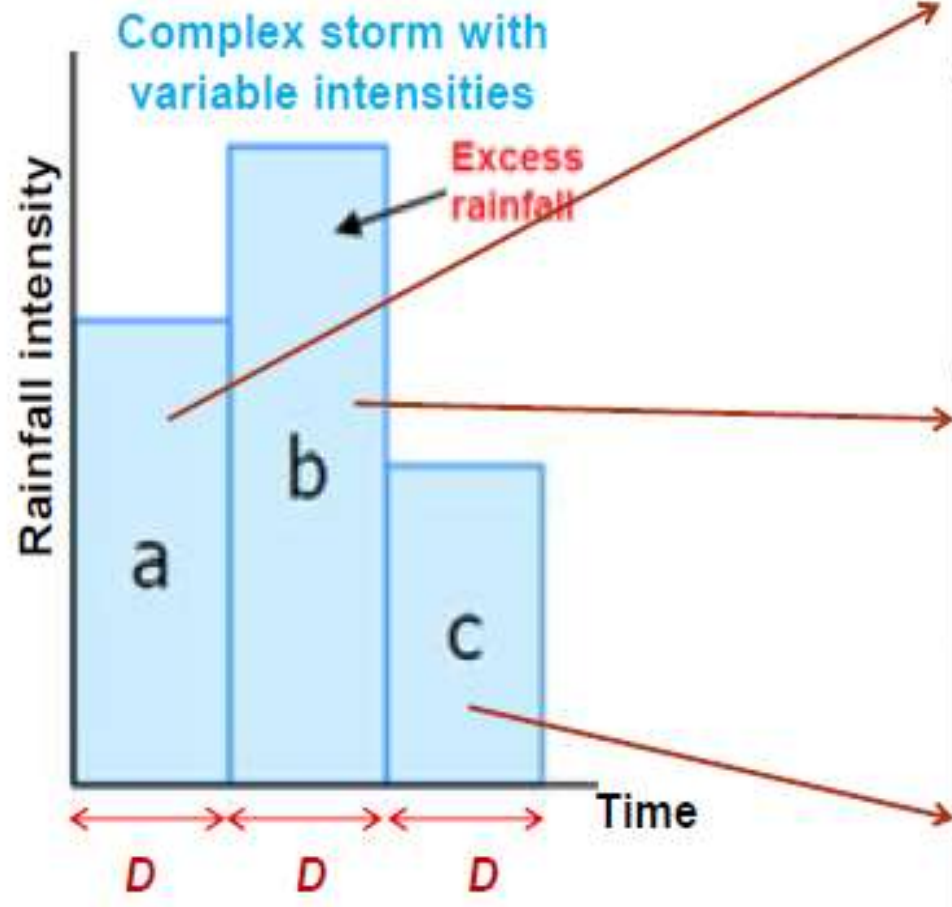 Complex storm with
variable intensities
Excess
rainfall
Rainfall intensity
a
b
c
Time
D
D
D